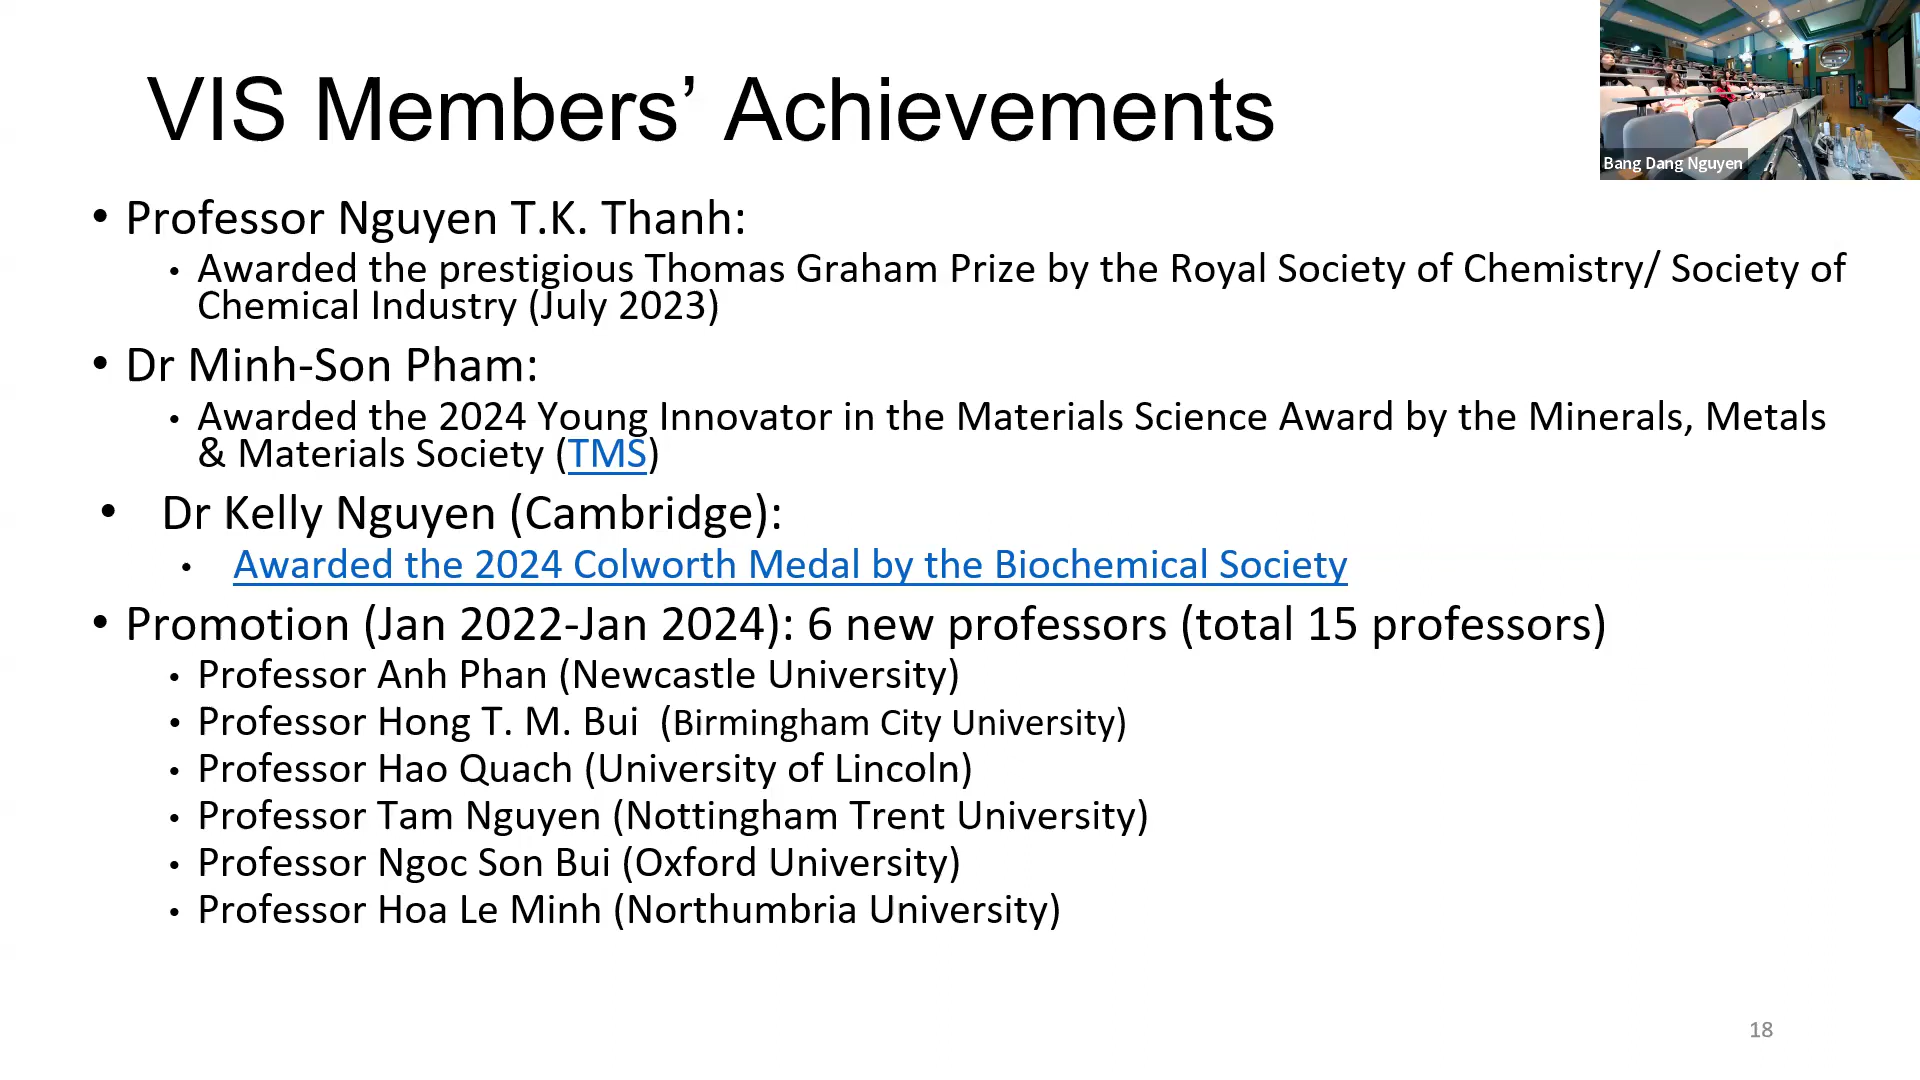 VIS Members’ Achievements
Bang Dang Nguyen
• Professor Nguyen T.K. Thanh:
• Awarded the prestigious Thomas Graham Prize by the Royal Society of Chemistry/ Society of
Chemical Industry (July 2023)
• Dr Minh-Son Pham:
• Awarded the 2024 Young Innovator in the Materials Science Award by the Minerals, Metals
& Materials Society (TMS)
• Dr Kelly Nguyen (Cambridge):
• Awarded the 2024 Colworth Medal by the Biochemical Society
• Promotion (Jan 2022-Jan 2024): 6 new professors (total 15 professors)
• Professor Anh Phan (Newcastle University)
• Professor Hong T. M. Bui (Birmingham City University)
• Professor Hao Quach (University of Lincoln)
• Professor Tam Nguyen (Nottingham Trent University)
• Professor Ngoc Son Bui (Oxford University)
• Professor Hoa Le Minh (Northumbria University)
18